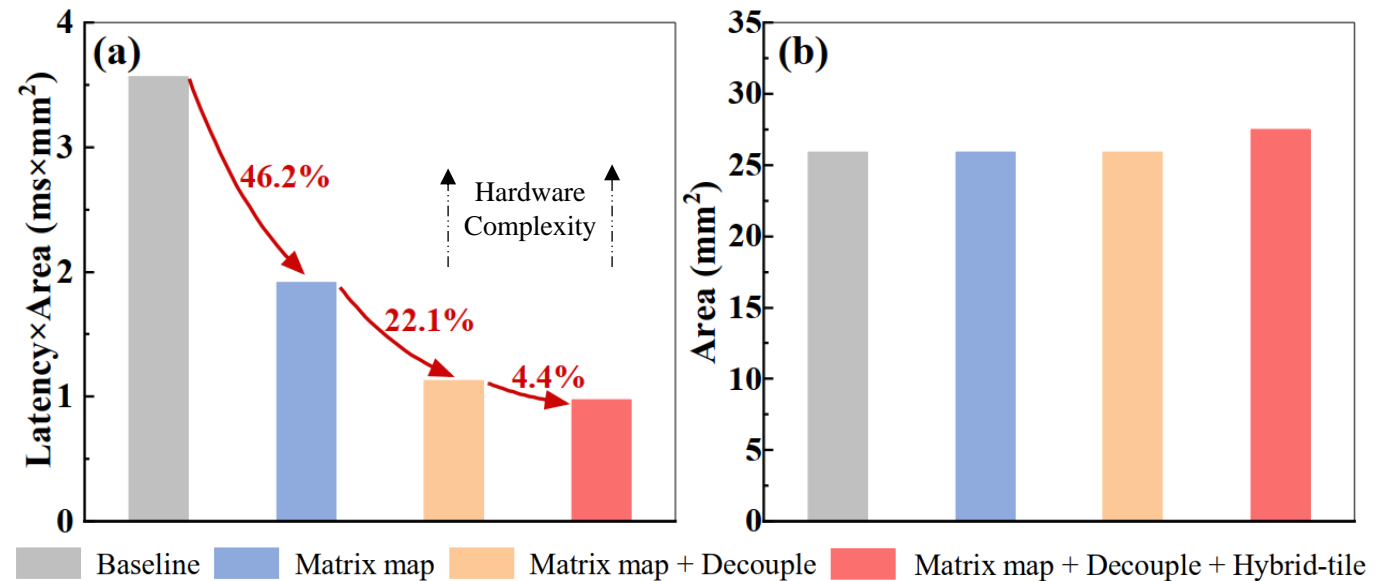 (a)
Latency×Area (ms×mm²)
4
3
2
1
0
46.2%
22.1%
4.4%
Hardware
Complexity
(b)
Area (mm²)
35
30
25
20
15
10
5
0
Baseline
Matrix map
Matrix map + Decouple
Matrix map + Decouple + Hybrid-tile